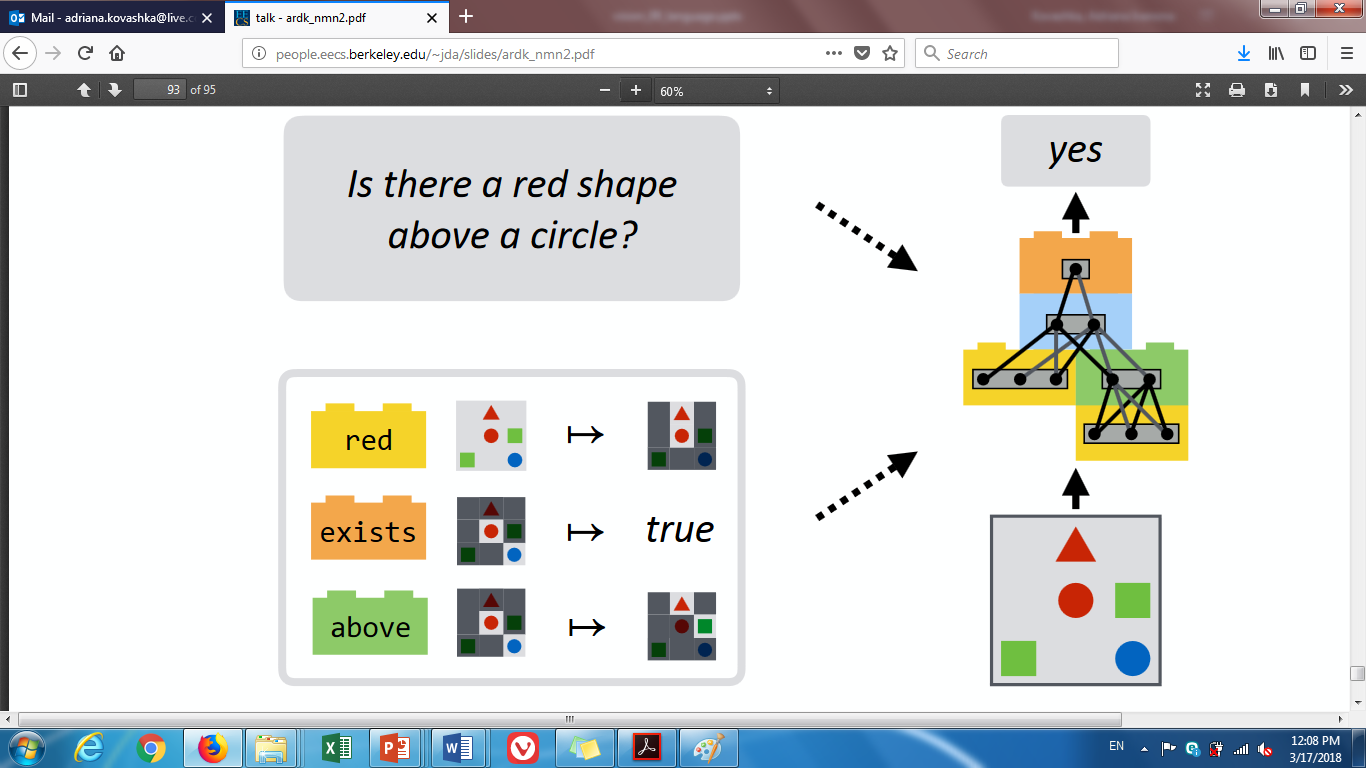 Mail - adriana.kovashka@live.c
talk - ardk_nmn2.pdf
people.eecs.berkeley.edu/~jda/slides/ardk_nmn2.pdf
Search
93 of 95
60%
Is there a red shape
above a circle?
yes
red
exists
true
above
EN
12:08 PM
3/17/2018